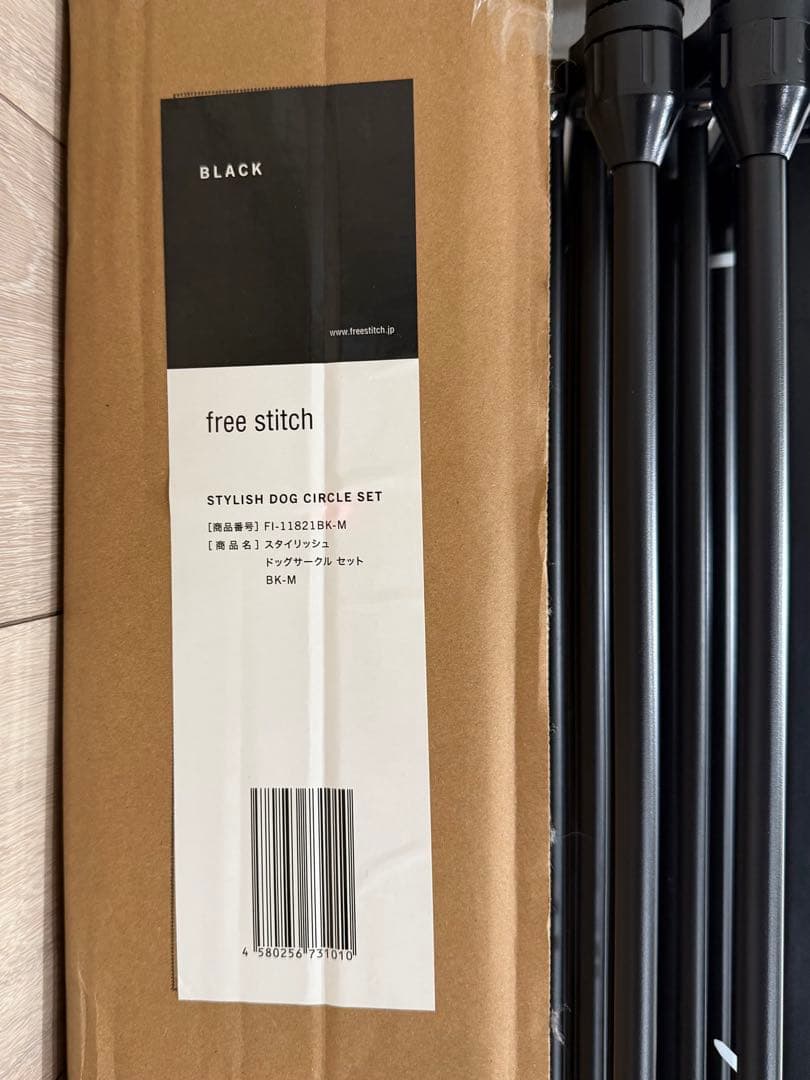 BLACK
www.freestitch.jp
free stitch
STYLISH DOG CIRCLE SET
[商品番号] FI-11821BK-M
[商品名] スタイリッシュ
ドッグサークル セット
BK-M
4 580256 731010